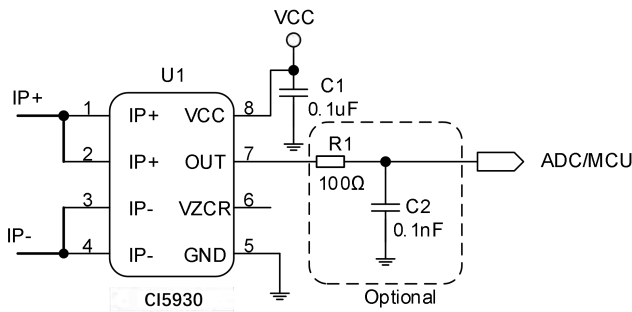 VCC
U1
C1
0.1uF
IP+
1
IP+
VCC
8
2
IP+
OUT
7
R1
100Ω
ADC/MCU
3
IP-
VZCR
6
IP-
4
IP-
GND
5
C2
0.1nF
CI5930
Optional